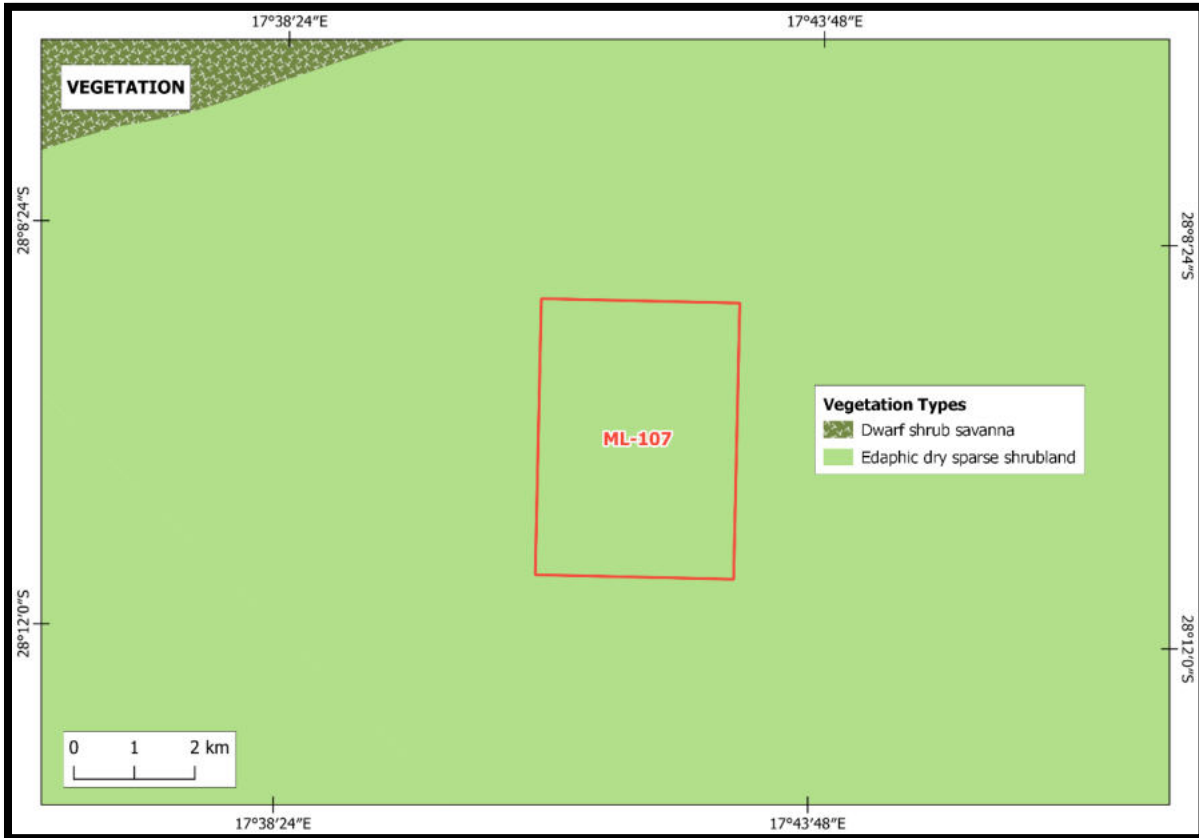 17°38′24″E
17°43′48″E
VEGETATION
28°8′24″S
28°8′24″S
Vegetation Types
Dwarf shrub savanna
Edaphic dry sparse shrubland
ML-107
28°12′0″S
28°12′0″S
0 1 2 km
17°38′24″E
17°43′48″E